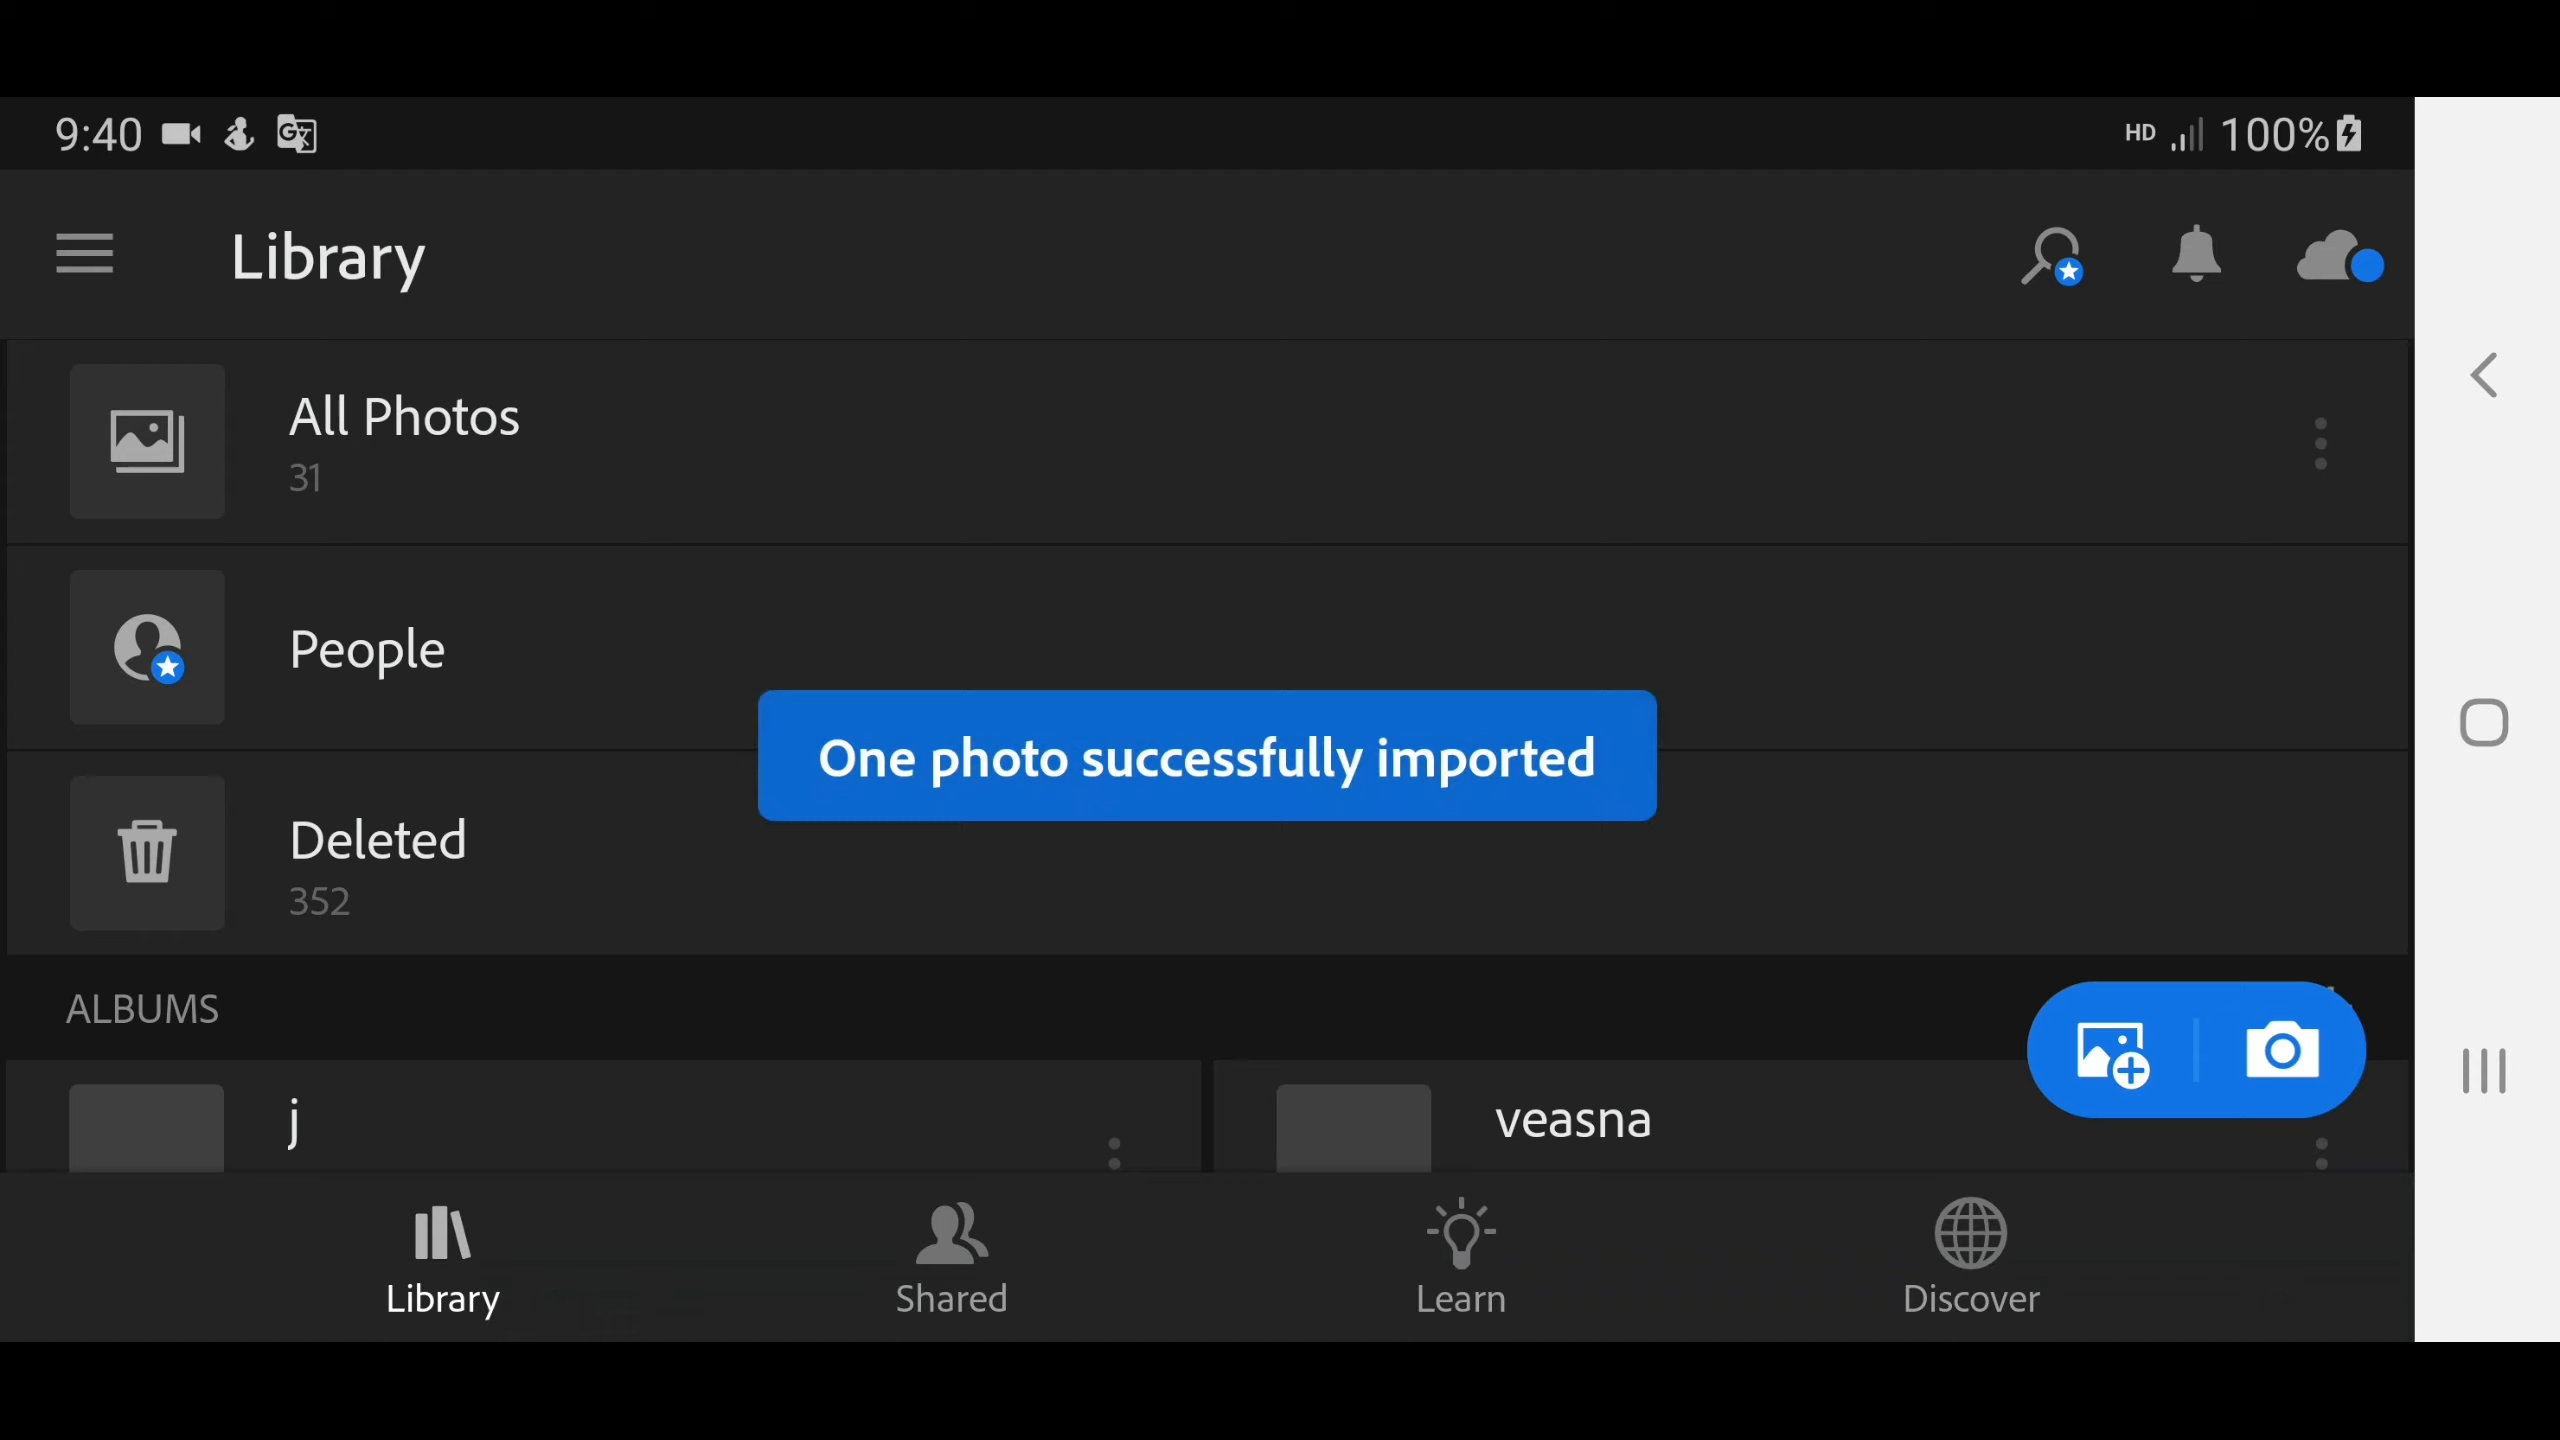 9:40
HD 100%
Library
All Photos
31
People
One photo successfully imported
Deleted
352
ALBUMS
j
veasna
Library
Shared
Learn
Discover